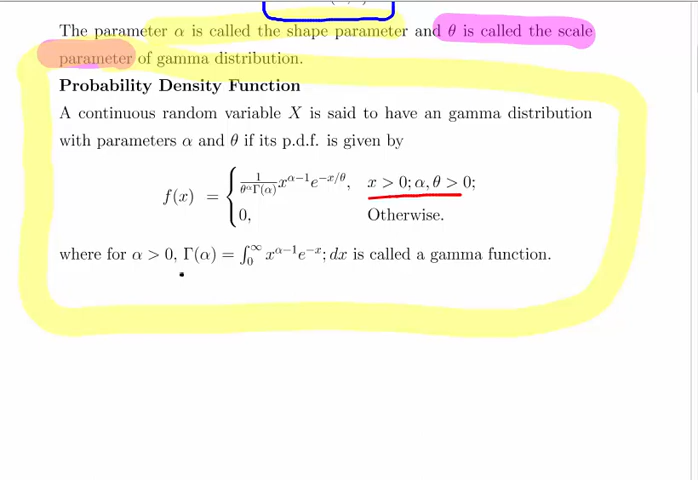 The parameter α is called the shape parameter and θ is called the scale
parameter of gamma distribution.
Probability Density Function
A continuous random variable X is said to have an gamma distribution
with parameters α and θ if its p.d.f. is given by
f(x) = { 1/(θ^α Γ(α)) x^{α−1} e^{−x/θ}, x > 0; α, θ > 0;
0, Otherwise.
where for α > 0, Γ(α) = ∫_0^∞ x^{α−1} e^{−x}; dx is called a gamma function.